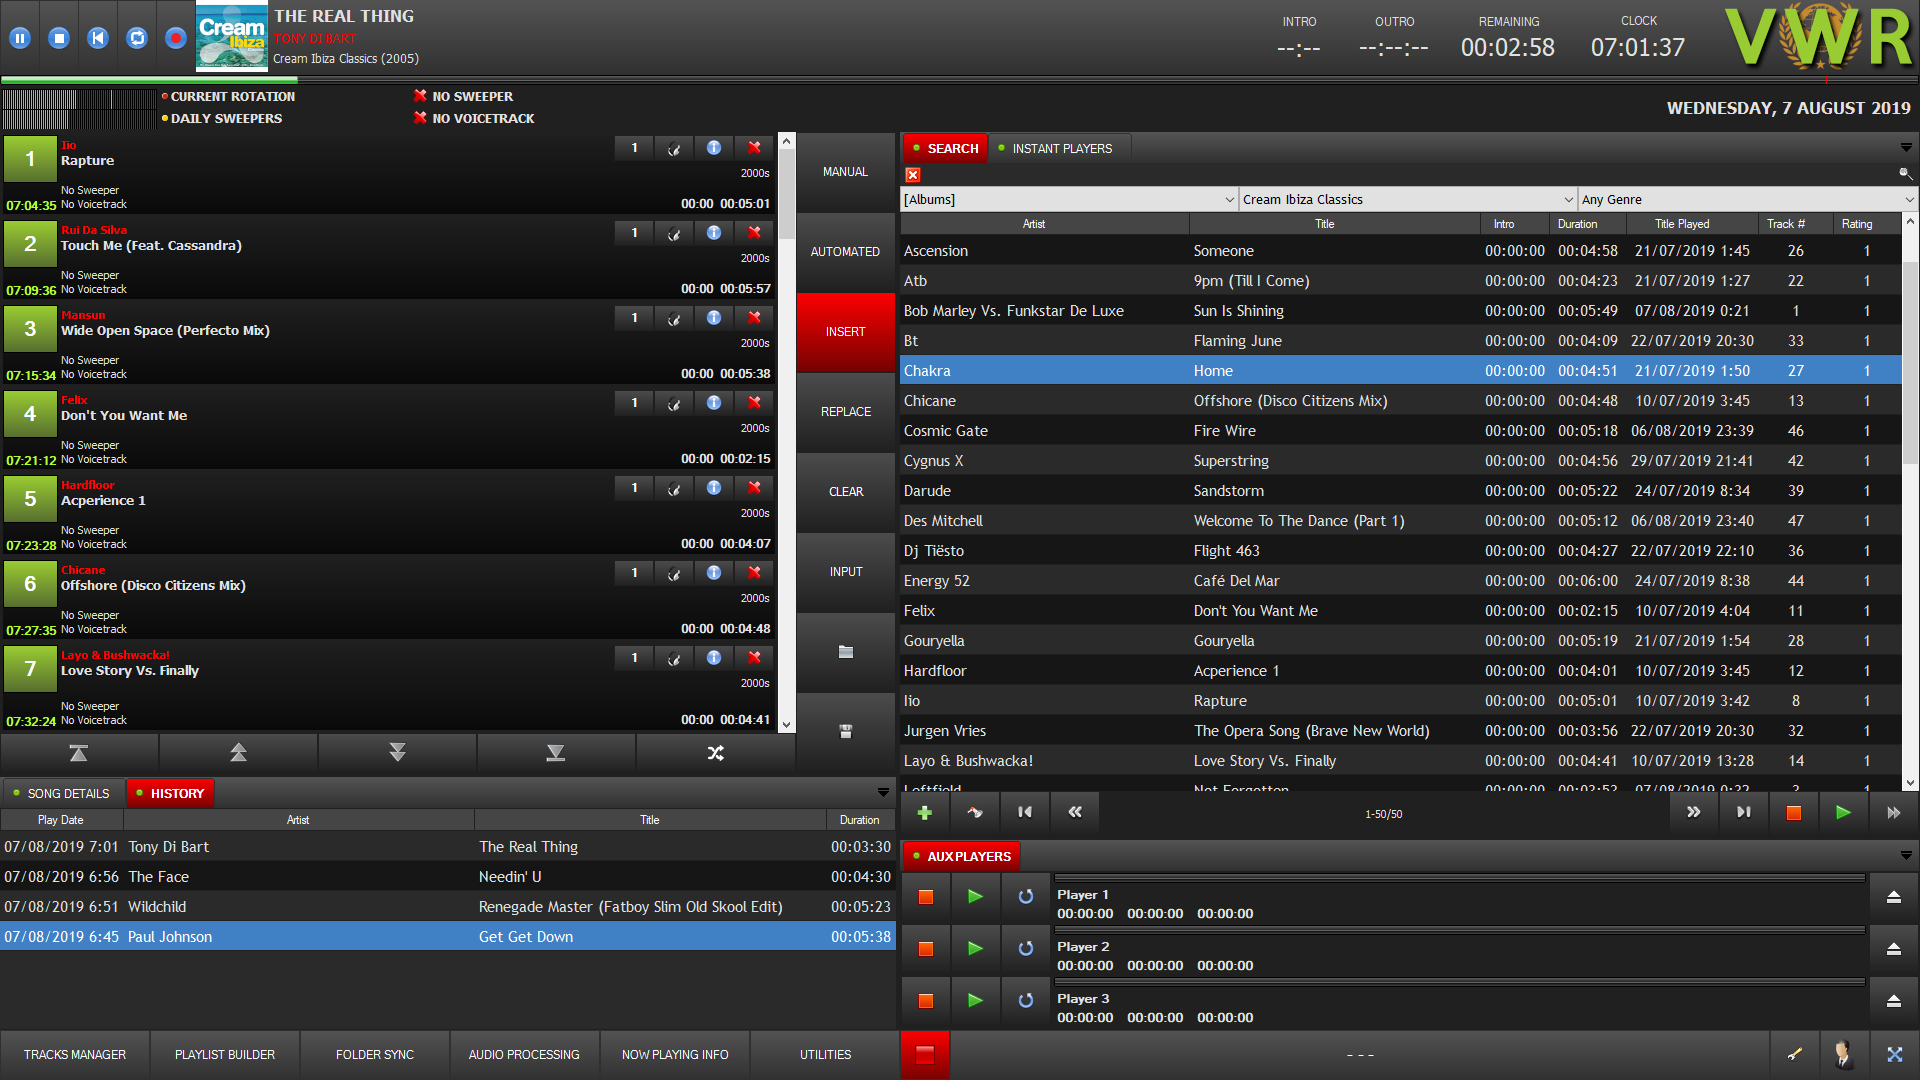 Cream
Ibiza
THE REAL THING
TONY DI BART
Cream Ibiza Classics (2005)
INTRO OUTRO REMAINING CLOCK
--:-- --:--:-- 00:02:58 07:01:37
VWR
CURRENT ROTATION NO SWEEPER
DAILY SWEEPERS NO VOICETRACK
WEDNESDAY, 7 AUGUST 2019
1 Iio 1
Rapture
2000s
No Sweeper
07:04:35 No Voicetrack 00:00 00:05:01
2 Rui Da Silva 1
Touch Me (Feat. Cassandra)
2000s
No Sweeper
07:09:36 No Voicetrack 00:00 00:05:57
3 Mansun 1
Wide Open Space (Perfecto Mix)
2000s
No Sweeper
07:15:34 No Voicetrack 00:00 00:05:38
4 Felix 1
Don't You Want Me
2000s
No Sweeper
07:21:12 No Voicetrack 00:00 00:02:15
5 Hardfloor 1
Acperience 1
2000s
No Sweeper
07:23:28 No Voicetrack 00:00 00:04:07
6 Chicane 1
Offshore (Disco Citizens Mix)
2000s
No Sweeper
07:27:35 No Voicetrack 00:00 00:04:48
7 Layo & Bushwacka! 1
Love Story Vs. Finally
2000s
No Sweeper
07:32:24 No Voicetrack 00:00 00:04:41
MANUAL
AUTOMATED
INSERT
REPLACE
CLEAR
INPUT
SEARCH INSTANT PLAYERS
[Albums] Cream Ibiza Classics Any Genre
Artist Title Intro Duration Title Played Track # Rating
Ascension Someone 00:00:00 00:04:58 21/07/2019 1:45 26 1
Atb 9pm (Till I Come) 00:00:00 00:04:23 21/07/2019 1:27 22 1
Bob Marley Vs. Funkstar De Luxe Sun Is Shining 00:00:00 00:05:49 07/08/2019 0:21 1 1
Bt Flaming June 00:00:00 00:04:09 22/07/2019 20:30 33 1
Chakra Home 00:00:00 00:04:51 21/07/2019 1:50 27 1
Chicane Offshore (Disco Citizens Mix) 00:00:00 00:04:48 10/07/2019 3:45 13 1
Cosmic Gate Fire Wire 00:00:00 00:05:18 06/08/2019 23:39 46 1
Cygnus X Superstring 00:00:00 00:04:56 29/07/2019 21:41 42 1
Darude Sandstorm 00:00:00 00:05:22 24/07/2019 8:34 39 1
Des Mitchell Welcome To The Dance (Part 1) 00:00:00 00:05:12 06/08/2019 23:40 47 1
Dj Tiësto Flight 463 00:00:00 00:04:27 22/07/2019 22:10 36 1
Energy 52 Café Del Mar 00:00:00 00:06:00 24/07/2019 8:38 44 1
Felix Don't You Want Me 00:00:00 00:02:15 10/07/2019 4:04 11 1
Gouryella Gouryella 00:00:00 00:05:19 21/07/2019 1:54 28 1
Hardfloor Acperience 1 00:00:00 00:04:01 10/07/2019 3:45 12 1
Iio Rapture 00:00:00 00:05:01 10/07/2019 3:42 8 1
Jurgen Vries The Opera Song (Brave New World) 00:00:00 00:03:56 22/07/2019 20:30 32 1
Layo & Bushwacka! Love Story Vs. Finally 00:00:00 00:04:41 10/07/2019 13:28 14 1
Leftfield Not Forgotten
1-50/50
SONG DETAILS HISTORY
Play Date Artist Title Duration
07/08/2019 7:01 Tony Di Bart The Real Thing 00:03:30
07/08/2019 6:56 The Face Needin' U 00:04:30
07/08/2019 6:51 Wildchild Renegade Master (Fatboy Slim Old Skool Edit) 00:05:23
07/08/2019 6:45 Paul Johnson Get Get Down 00:05:38
AUX PLAYERS
Player 1
00:00:00 00:00:00 00:00:00
Player 2
00:00:00 00:00:00 00:00:00
Player 3
00:00:00 00:00:00 00:00:00
TRACKS MANAGER PLAYLIST BUILDER FOLDER SYNC AUDIO PROCESSING NOW PLAYING INFO UTILITIES
- - -